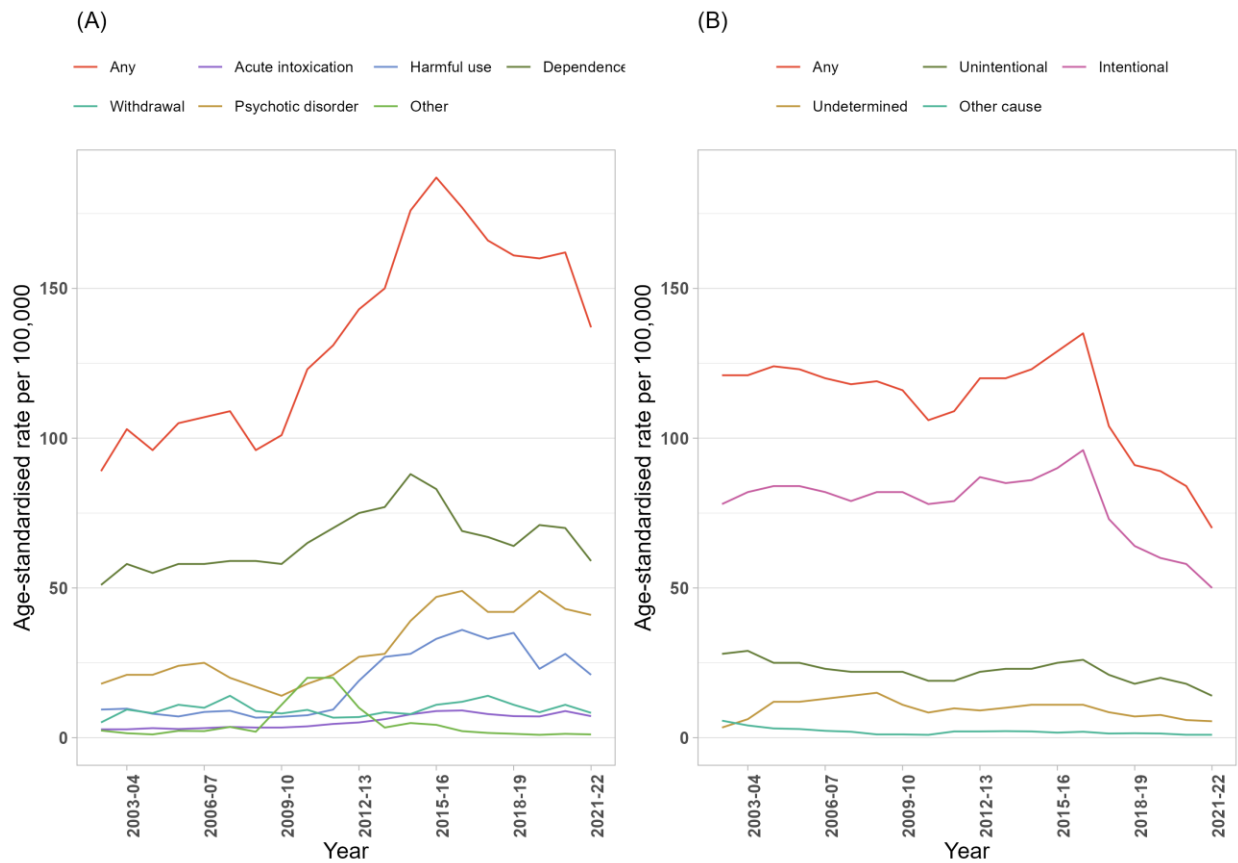 (A)
Any
Acute intoxication
Harmful use
Dependence
Withdrawal
Psychotic disorder
Other
Age-standardised rate per 100,000
150
100
50
0
2003-04
2006-07
2009-10
2012-13
2015-16
2018-19
2021-22
Year
(B)
Any
Unintentional
Intentional
Undetermined
Other cause
Age-standardised rate per 100,000
150
100
50
0
2003-04
2006-07
2009-10
2012-13
2015-16
2018-19
2021-22
Year